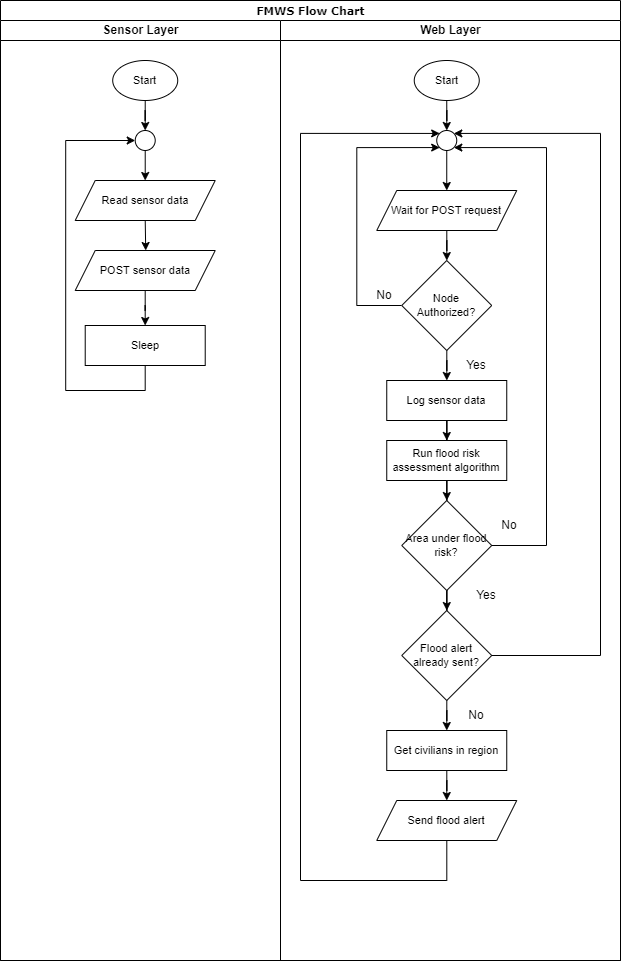 FMWS Flow Chart
Sensor Layer
Start
Read sensor data
POST sensor data
Sleep
Web Layer
Start
Wait for POST request
Node
Authorized?
No
Yes
Log sensor data
Run flood risk
assessment algorithm
Area under flood
risk?
No
Yes
Flood alert
already sent?
No
Get civilians in region
Send flood alert